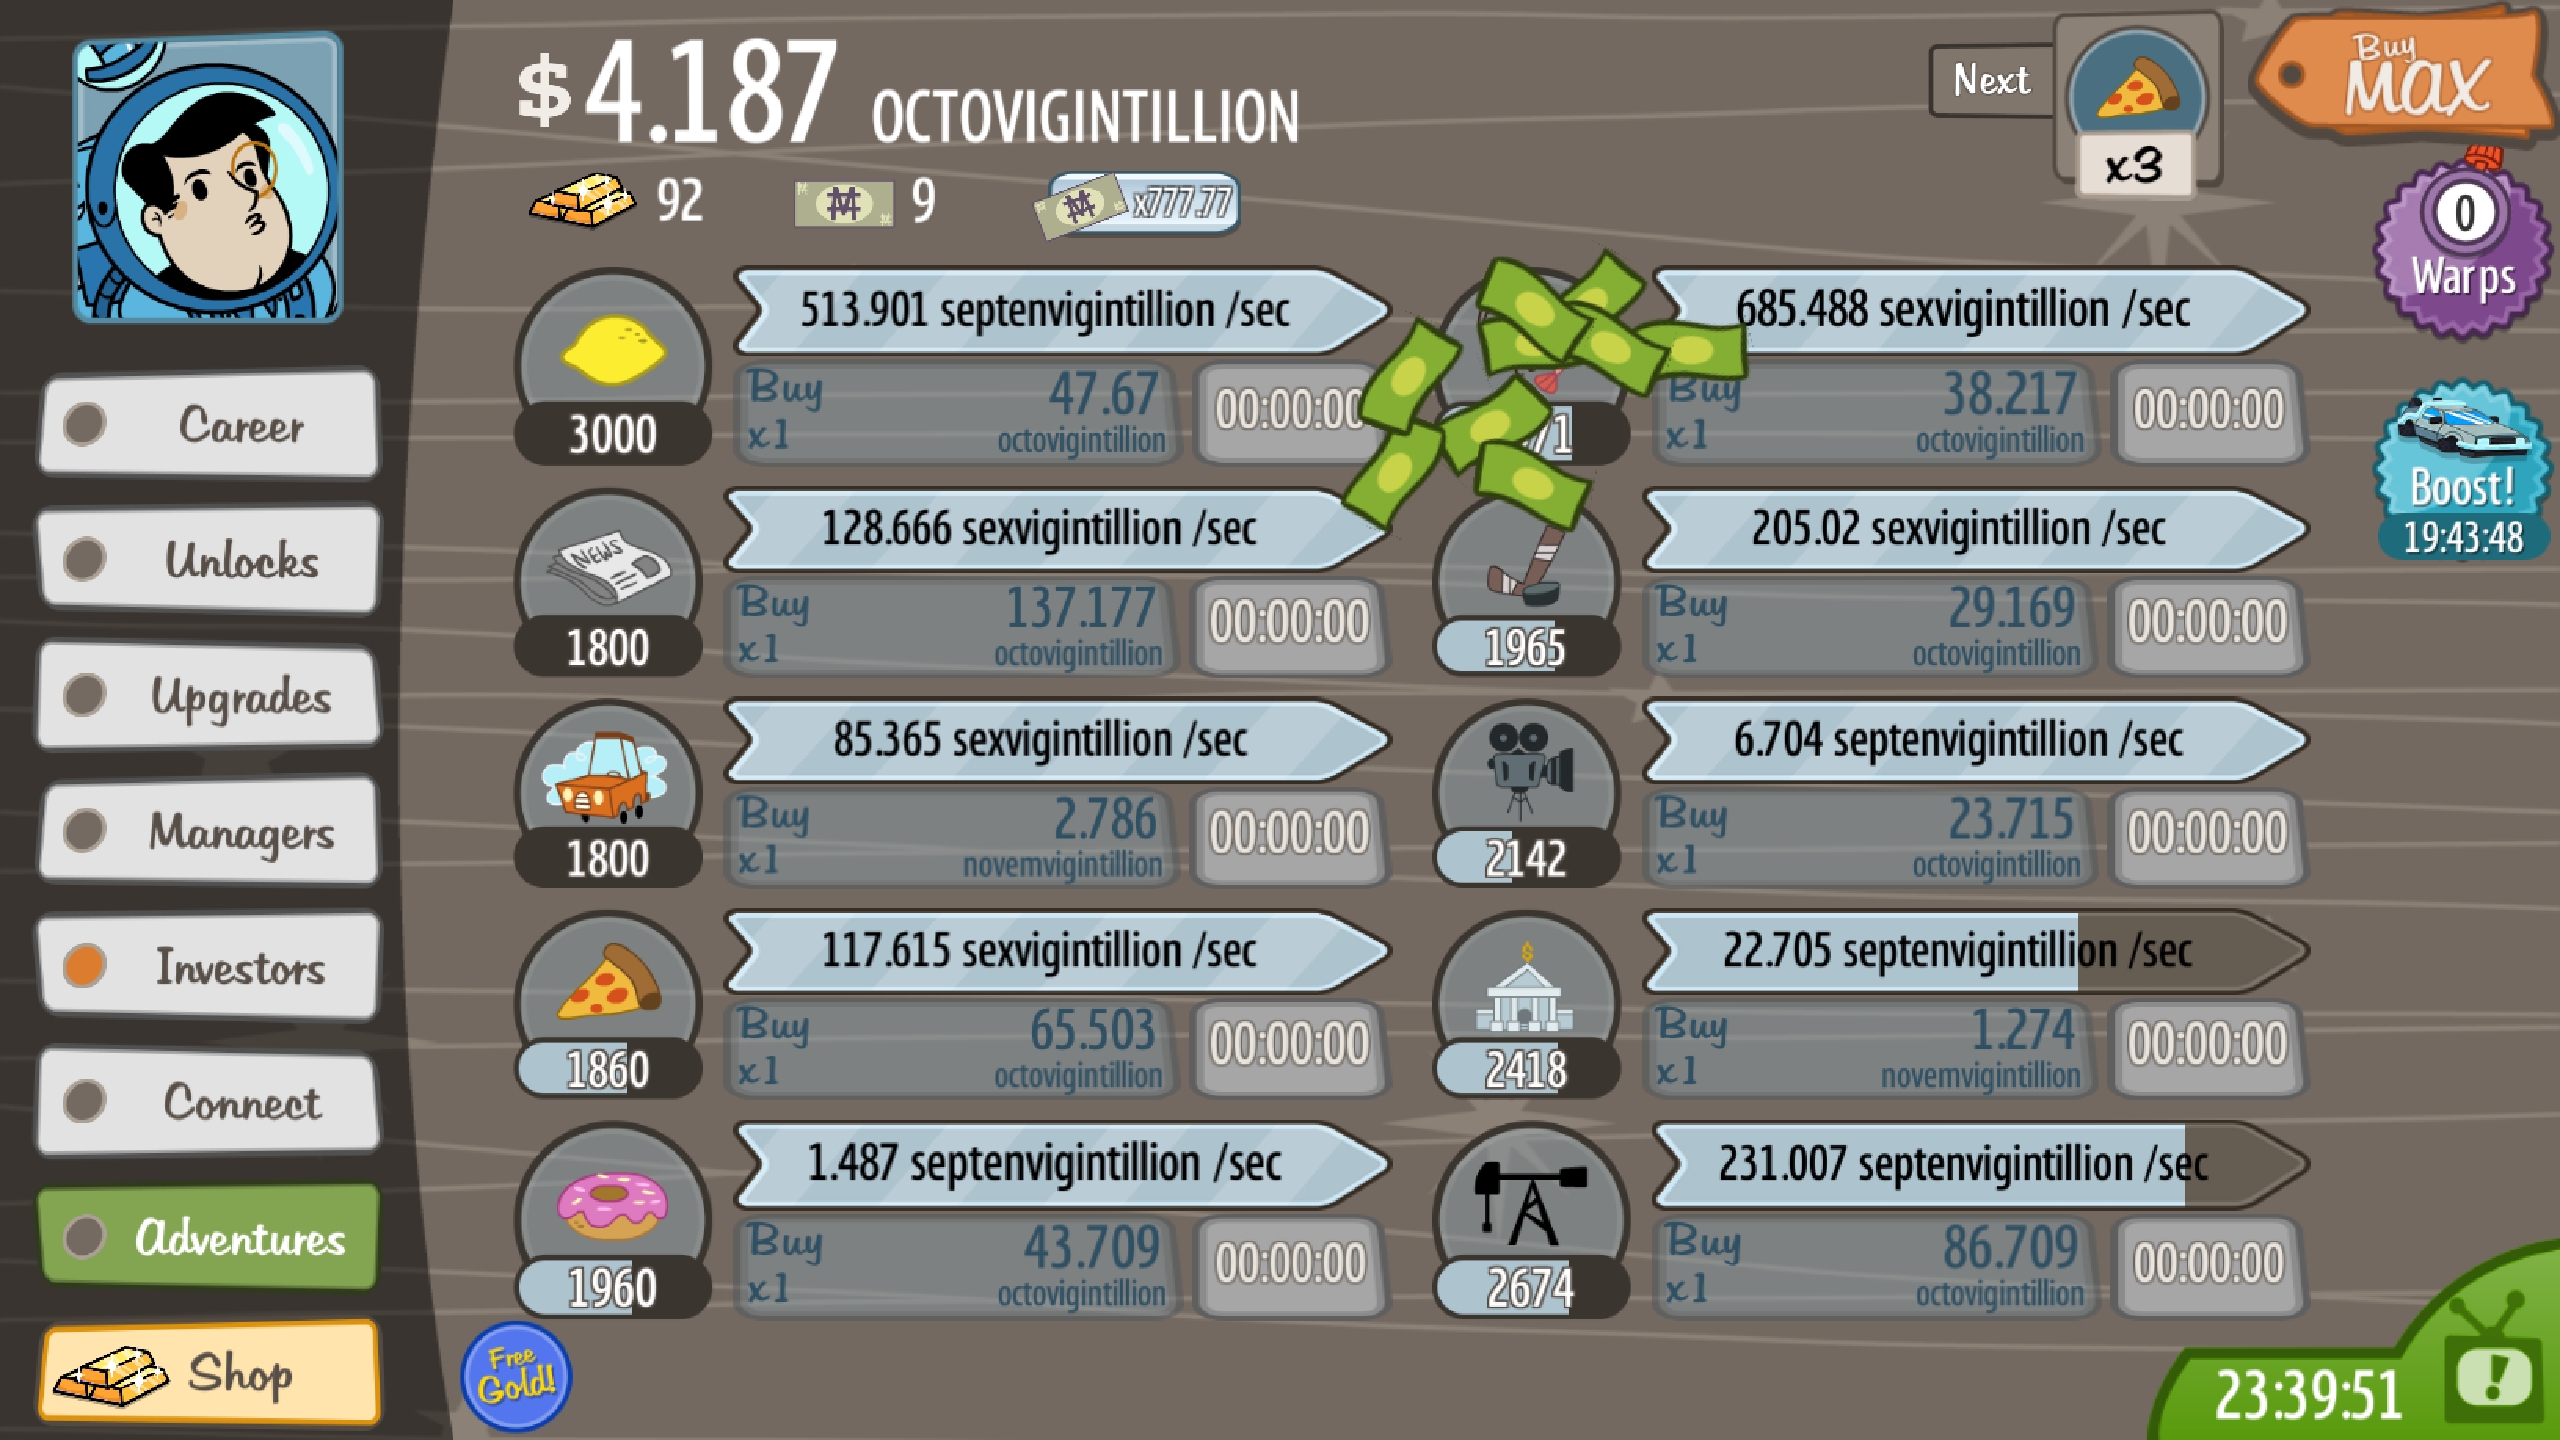 $4.187 OCTOVIGINTILLION
Next
x3
Buy
MAX
92
9
x777.77
0
Warps
Boost!
19:43:48
Career
Unlocks
Upgrades
Managers
Investors
Connect
Adventures
Shop
513.901 septenvigintillion /sec
Buy
x1
47.67
octovigintillion
00:00:00
3000
685.488 sexvigintillion /sec
Buy
x1
38.217
octovigintillion
00:00:00
NEWS
128.666 sexvigintillion /sec
Buy
x1
137.177
octovigintillion
00:00:00
1800
205.02 sexvigintillion /sec
Buy
x1
29.169
octovigintillion
00:00:00
1965
85.365 sexvigintillion /sec
Buy
x1
2.786
novemvigintillion
00:00:00
1800
6.704 septenvigintillion /sec
Buy
x1
23.715
octovigintillion
00:00:00
2142
117.615 sexvigintillion /sec
Buy
x1
65.503
octovigintillion
00:00:00
1860
$
22.705 septenvigintillion /sec
Buy
x1
1.274
novemvigintillion
00:00:00
2418
1.487 septenvigintillion /sec
Buy
x1
43.709
octovigintillion
00:00:00
1960
231.007 septenvigintillion /sec
Buy
x1
86.709
octovigintillion
00:00:00
2674
Free
Gold!
23:39:51
!